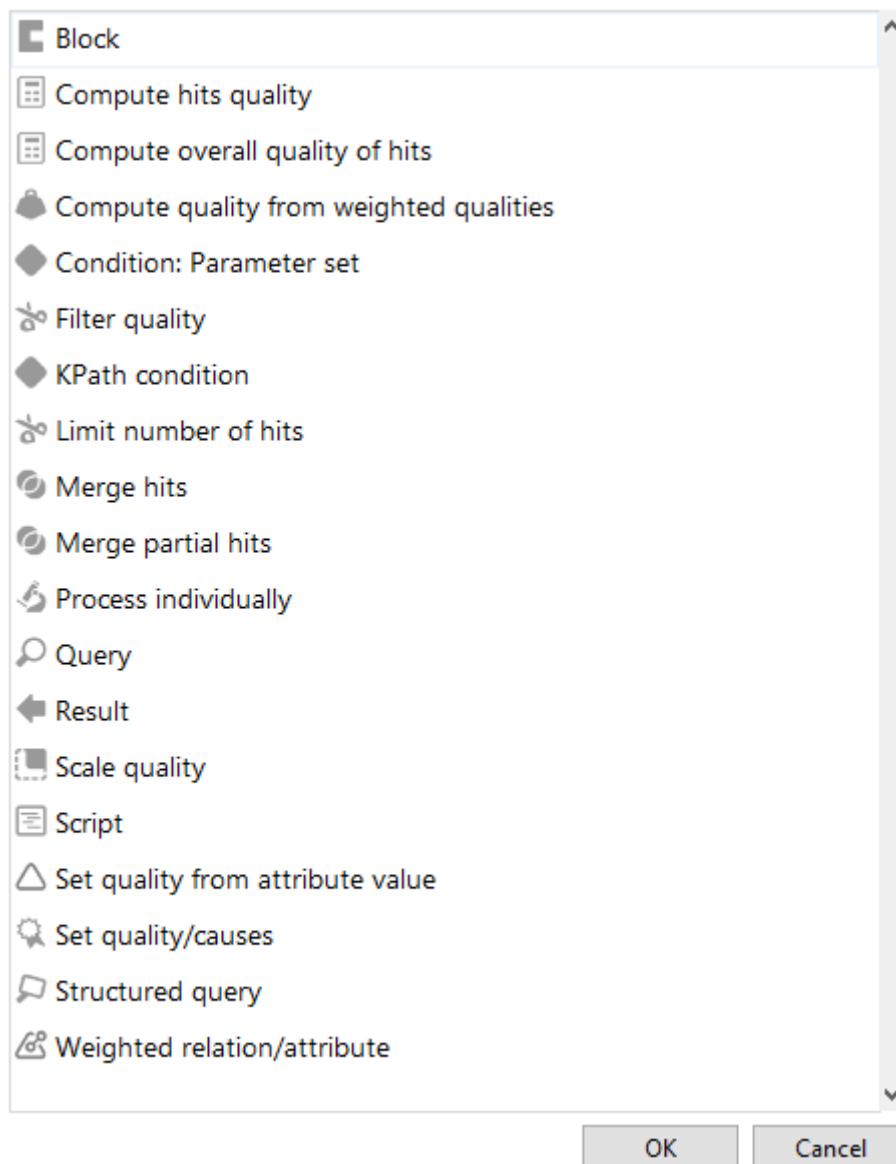 Block
Compute hits quality
Compute overall quality of hits
Compute quality from weighted qualities
Condition: Parameter set
Filter quality
KPath condition
Limit number of hits
Merge hits
Merge partial hits
Process individually
Query
Result
Scale quality
Script
Set quality from attribute value
Set quality/causes
Structured query
Weighted relation/attribute
OK Cancel